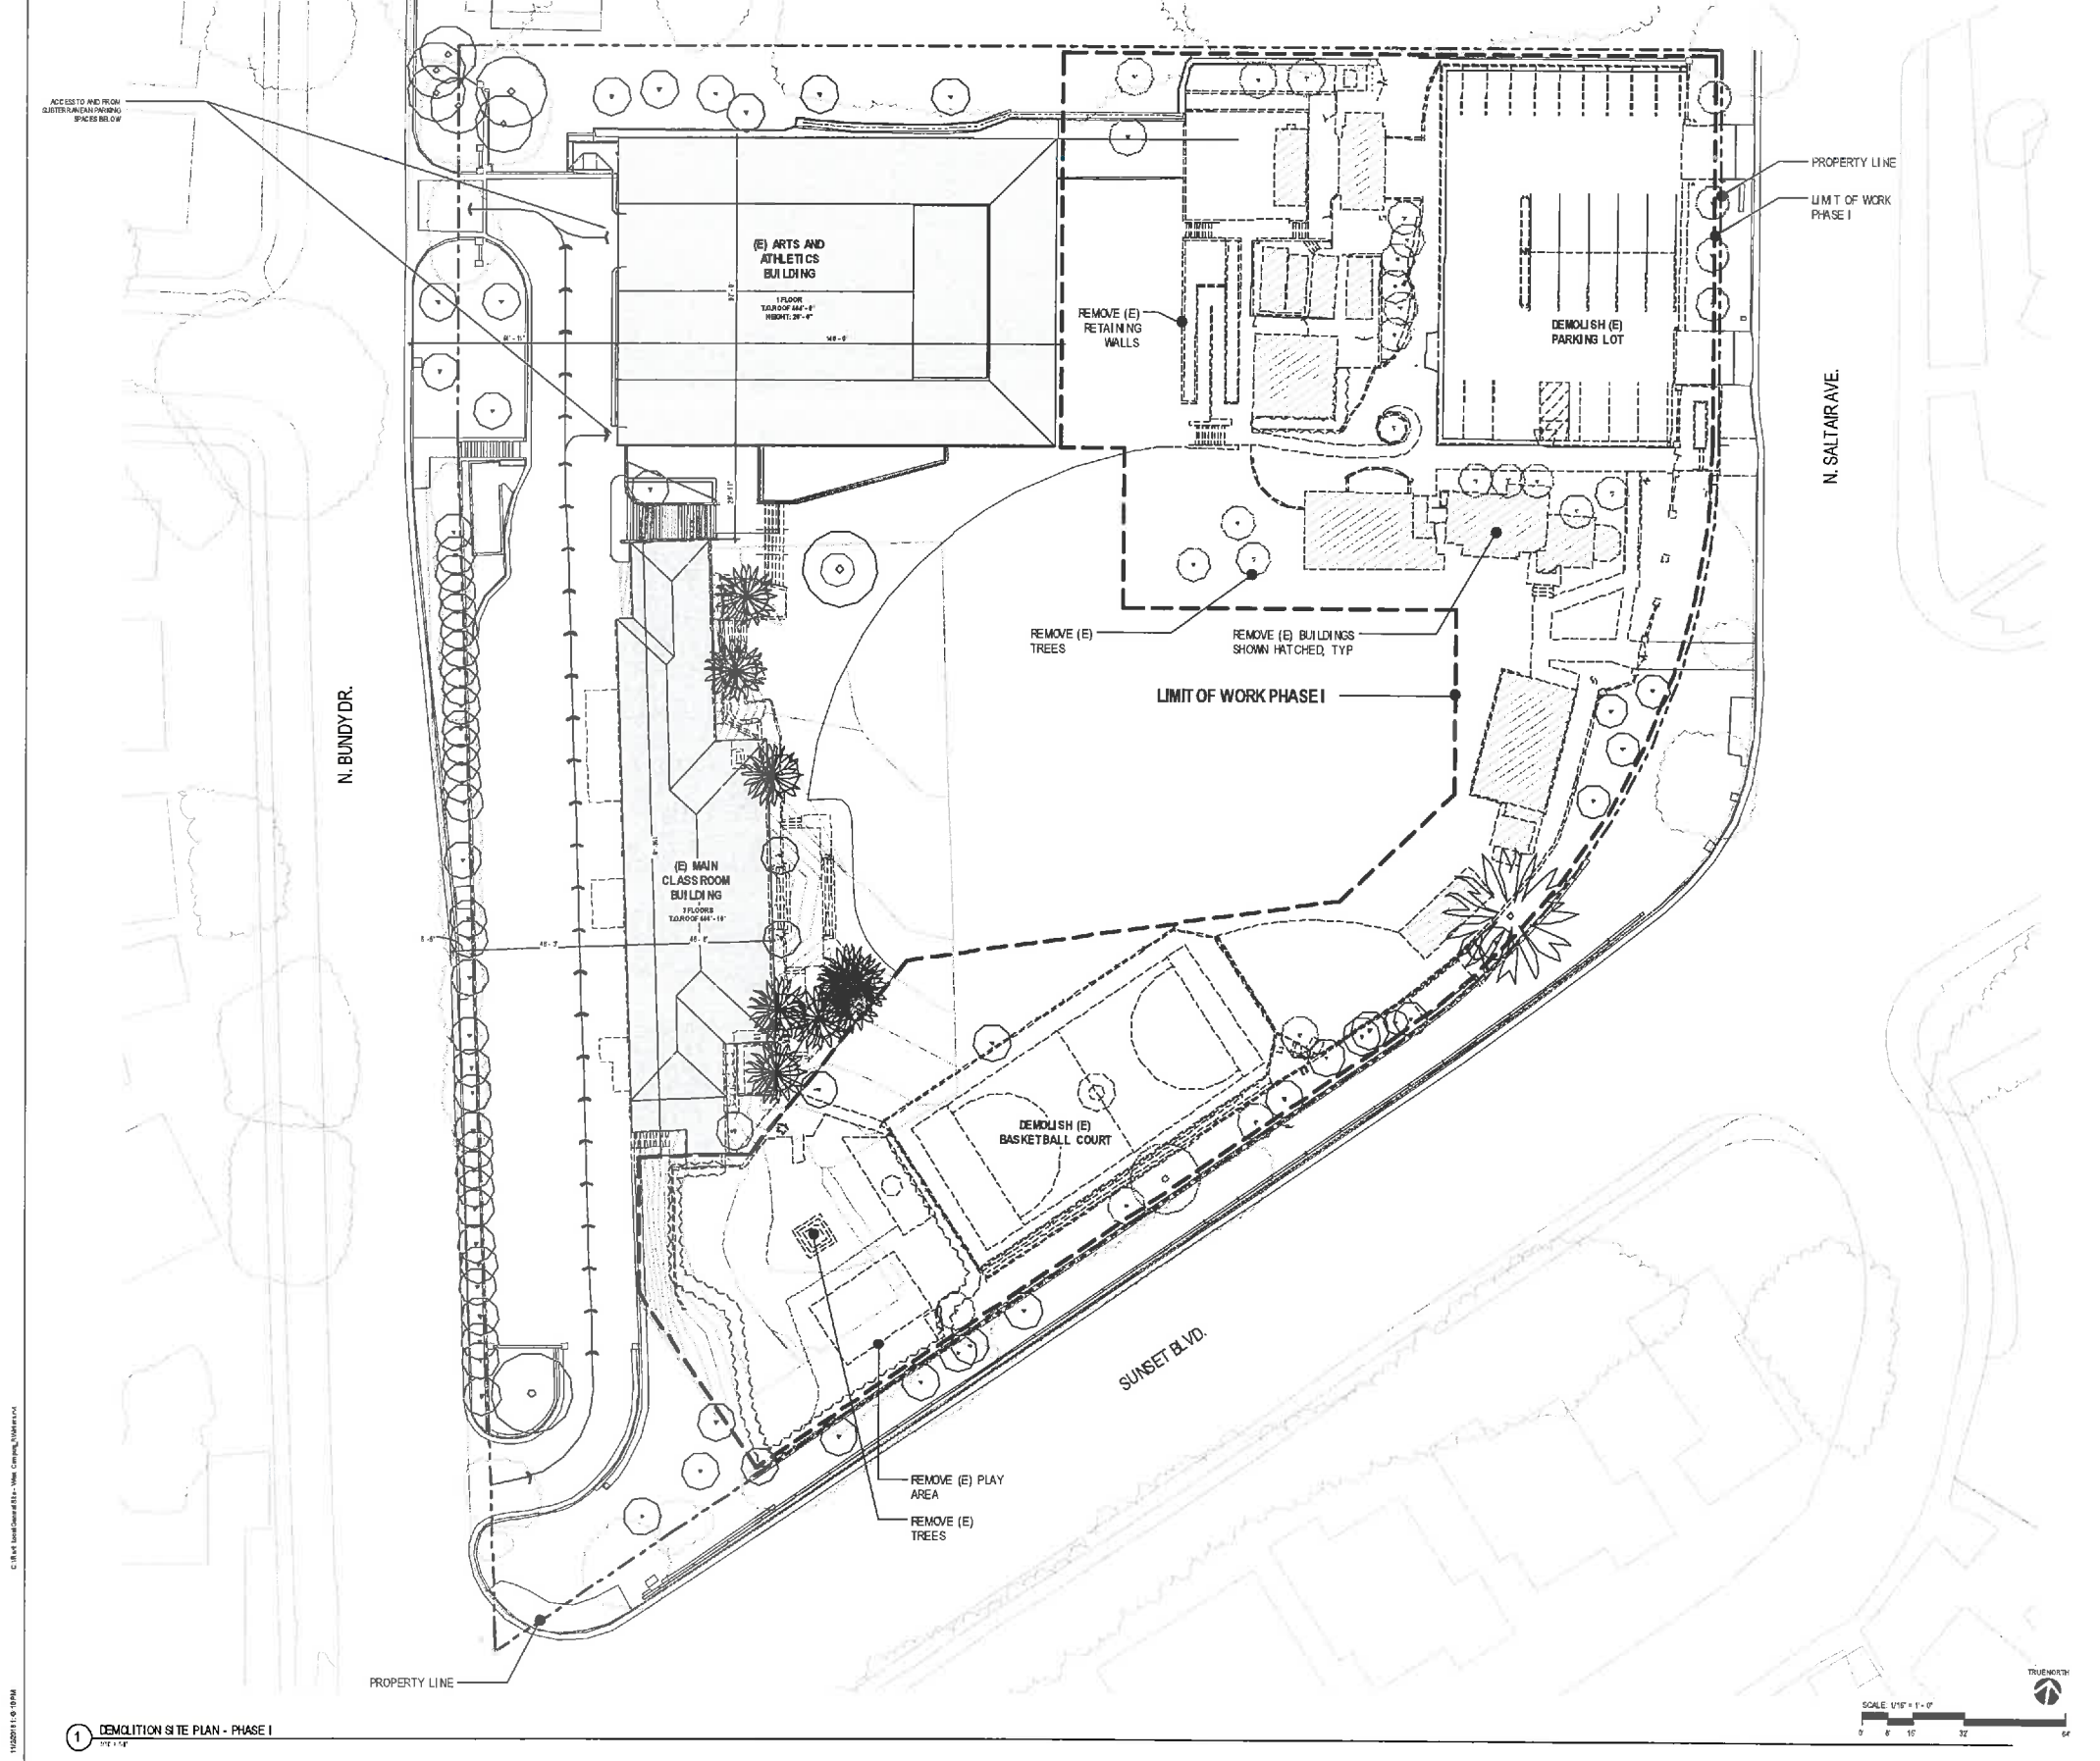 ACCESS TO AND FROM
SUBTERRANEAN PARKING
SPACES BELOW
(E) ARTS AND
ATHLETICS
BUILDING
1 FLOOR
PROPERTY LINE
LIMIT OF WORK
PHASE I
REMOVE (E)
RETAINING
WALLS
DEMOLISH (E)
PARKING LOT
N. SALTAIR AVE.
REMOVE (E)
TREES
REMOVE (E) BUILDINGS
SHOWN HATCHED, TYP
LIMIT OF WORK PHASE I
N. BUNDY DR.
(E) MAIN
CLASSROOM
BUILDING
3 FLOORS
DEMOLISH (E)
BASKETBALL COURT
SUNSET BLVD.
REMOVE (E) PLAY
AREA
REMOVE (E)
TREES
PROPERTY LINE
TRUE NORTH
SCALE: 1/16" = 1'- 0"
0' 8' 16' 32' 64'
1 DEMOLITION SITE PLAN - PHASE I